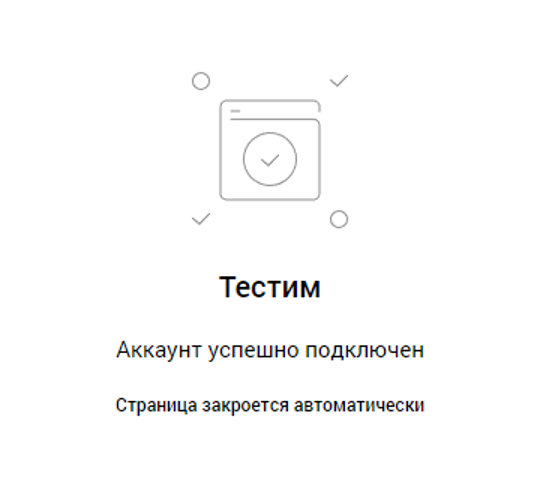 Тестим
Аккаунт успешно подключен
Страница закроется автоматически